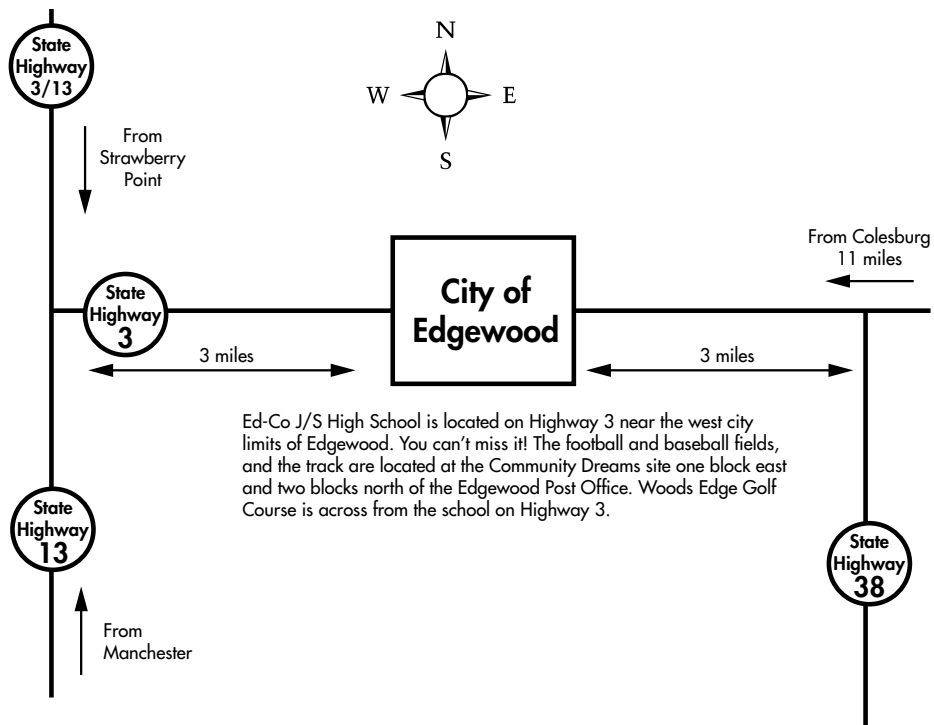 State
Highway
3/13
N
W
E
S
From
Strawberry
Point
From Colesburg
11 miles
State
Highway
3
City of
Edgewood
3 miles
3 miles
Ed-Co J/S High School is located on Highway 3 near the west city
limits of Edgewood. You can’t miss it! The football and baseball fields,
and the track are located at the Community Dreams site one block east
and two blocks north of the Edgewood Post Office. Woods Edge Golf
Course is across from the school on Highway 3.
State
Highway
13
State
Highway
38
From
Manchester